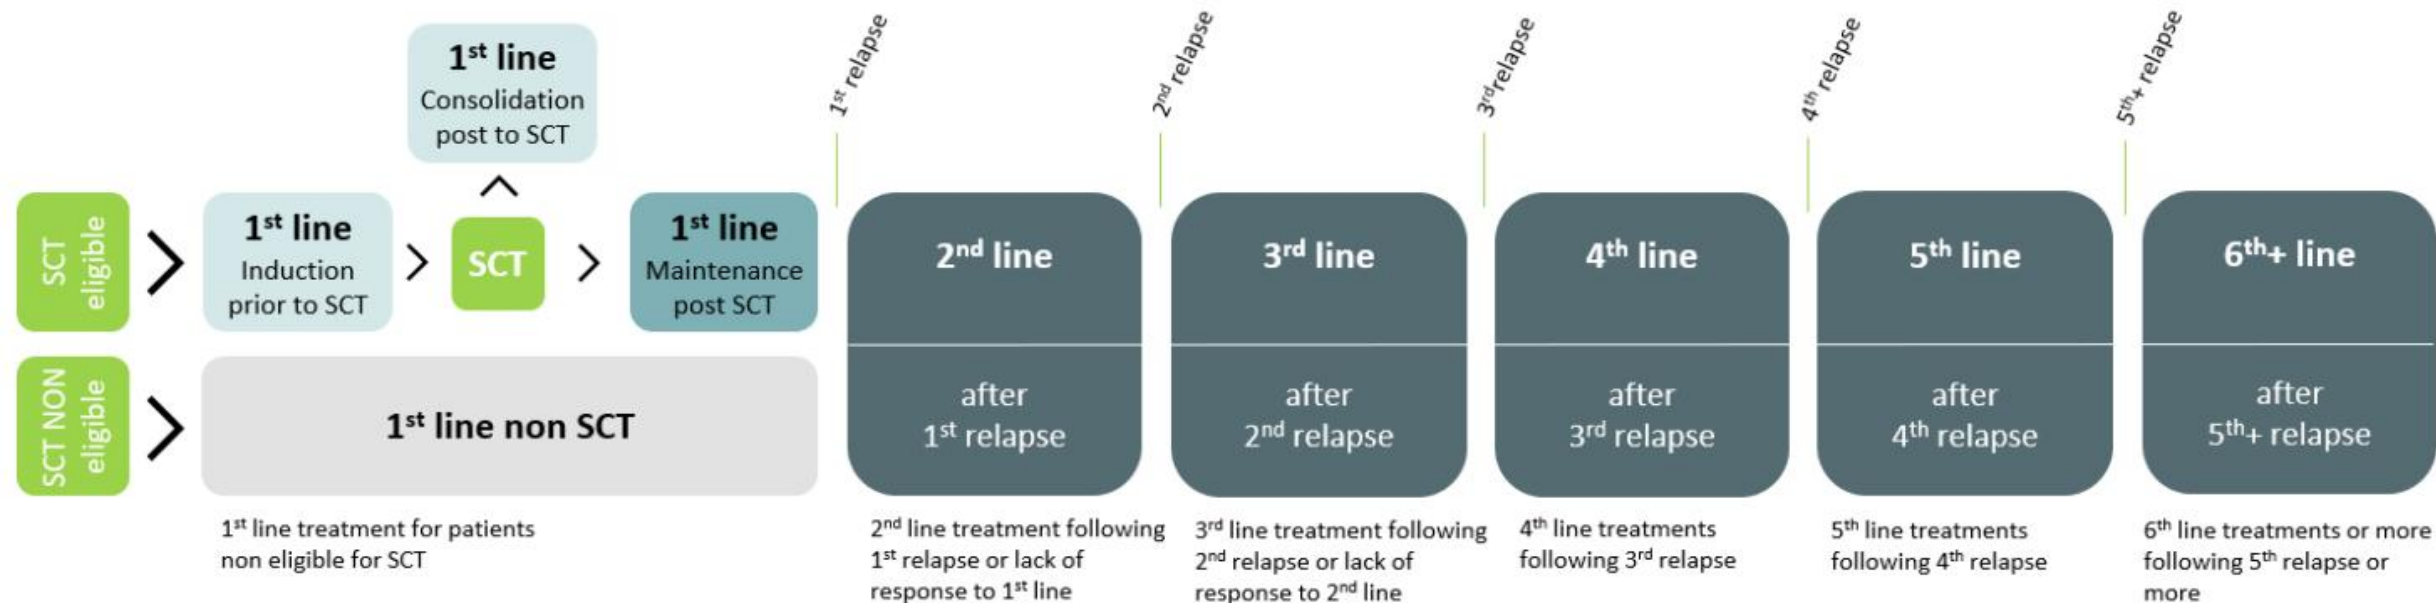 1st line
Consolidation
post to SCT
1st relapse
2nd relapse
3rd relapse
4th relapse
5th+ relapse
SCT
eligible
1st line
Induction
prior to SCT
SCT
1st line
Maintenance
post SCT
2nd line
3rd line
4th line
5th line
6th+ line
SCT NON
eligible
1st line non SCT
after
1st relapse
after
2nd relapse
after
3rd relapse
after
4th relapse
after
5th+ relapse
1st line treatment for patients
non eligible for SCT
2nd line treatment following
1st relapse or lack of
response to 1st line
3rd line treatment following
2nd relapse or lack of
response to 2nd line
4th line treatments
following 3rd relapse
5th line treatments
following 4th relapse
6th line treatments or more
following 5th relapse or
more